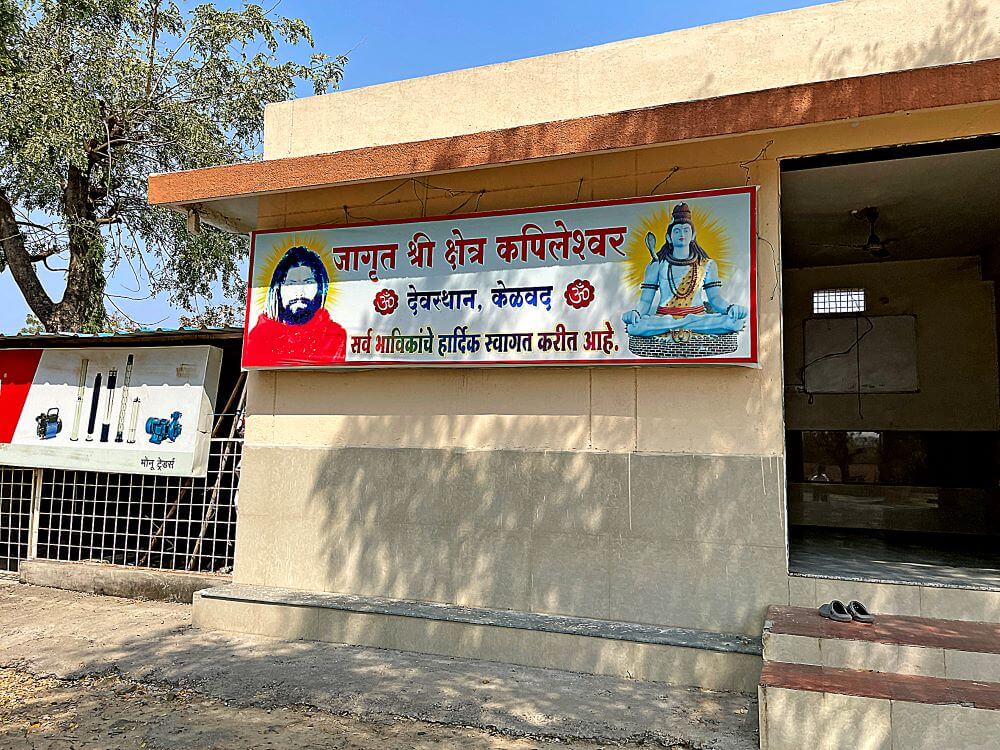 जागृत श्री क्षेत्र कपिलेश्वर
ॐ देवस्थान, केळवद ॐ
सर्व भाविकांचे हार्दिक स्वागत करीत आहे.
मोनू ट्रेडर्स